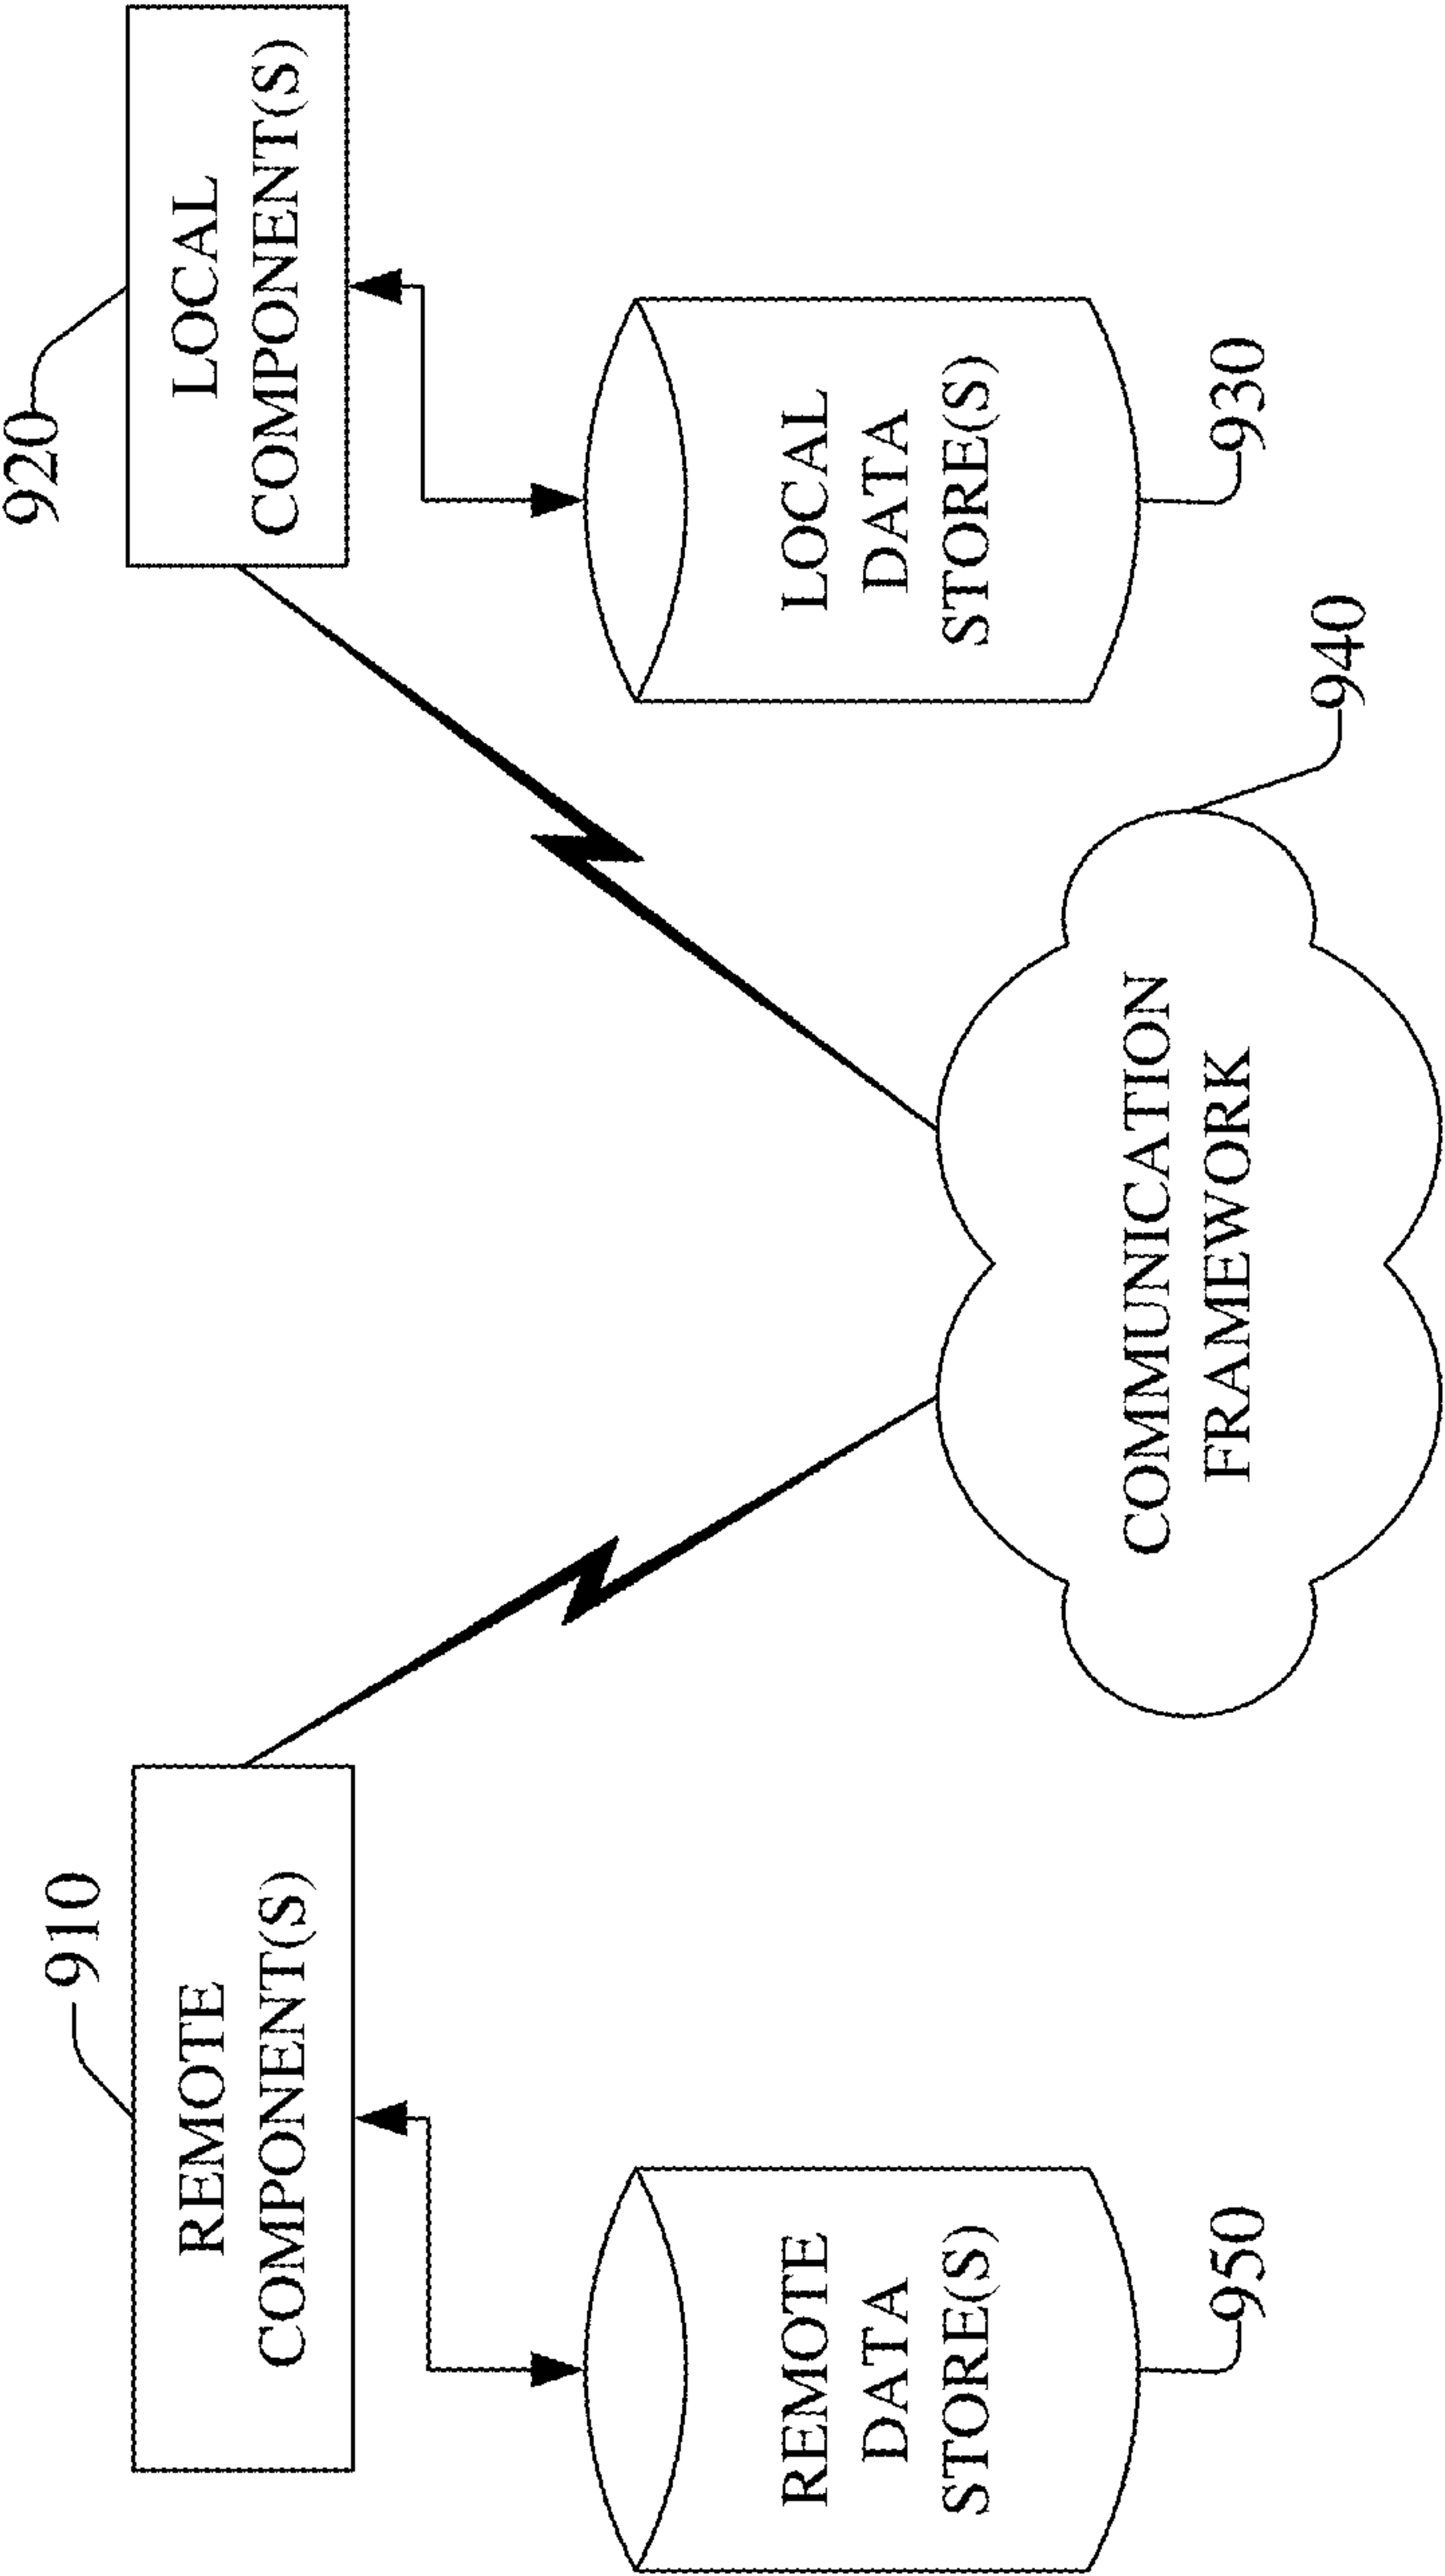 910
REMOTE
COMPONENT(S)
920
LOCAL
COMPONENT(S)
REMOTE
DATA
STORE(S)
950
COMMUNICATION
FRAMEWORK
940
LOCAL
DATA
STORE(S)
930